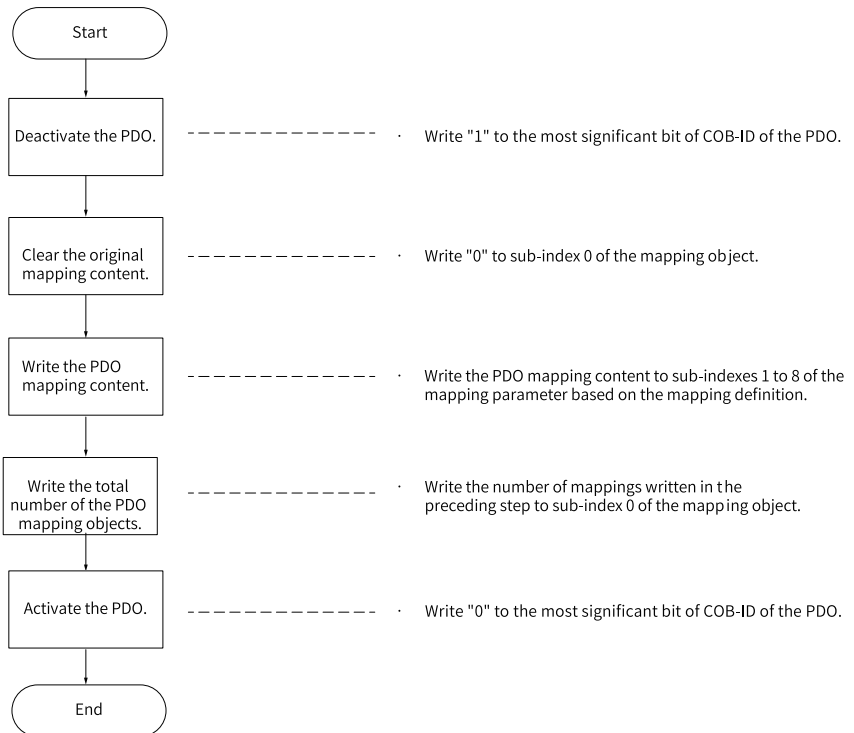 Start
Deactivate the PDO.
· Write "1" to the most significant bit of COB-ID of the PDO.
Clear the original
mapping content.
· Write "0" to sub-index 0 of the mapping object.
Write the PDO
mapping content.
· Write the PDO mapping content to sub-indexes 1 to 8 of the
mapping parameter based on the mapping definition.
Write the total
number of the PDO
mapping objects.
· Write the number of mappings written in the
preceding step to sub-index 0 of the mapping object.
Activate the PDO.
· Write "0" to the most significant bit of COB-ID of the PDO.
End